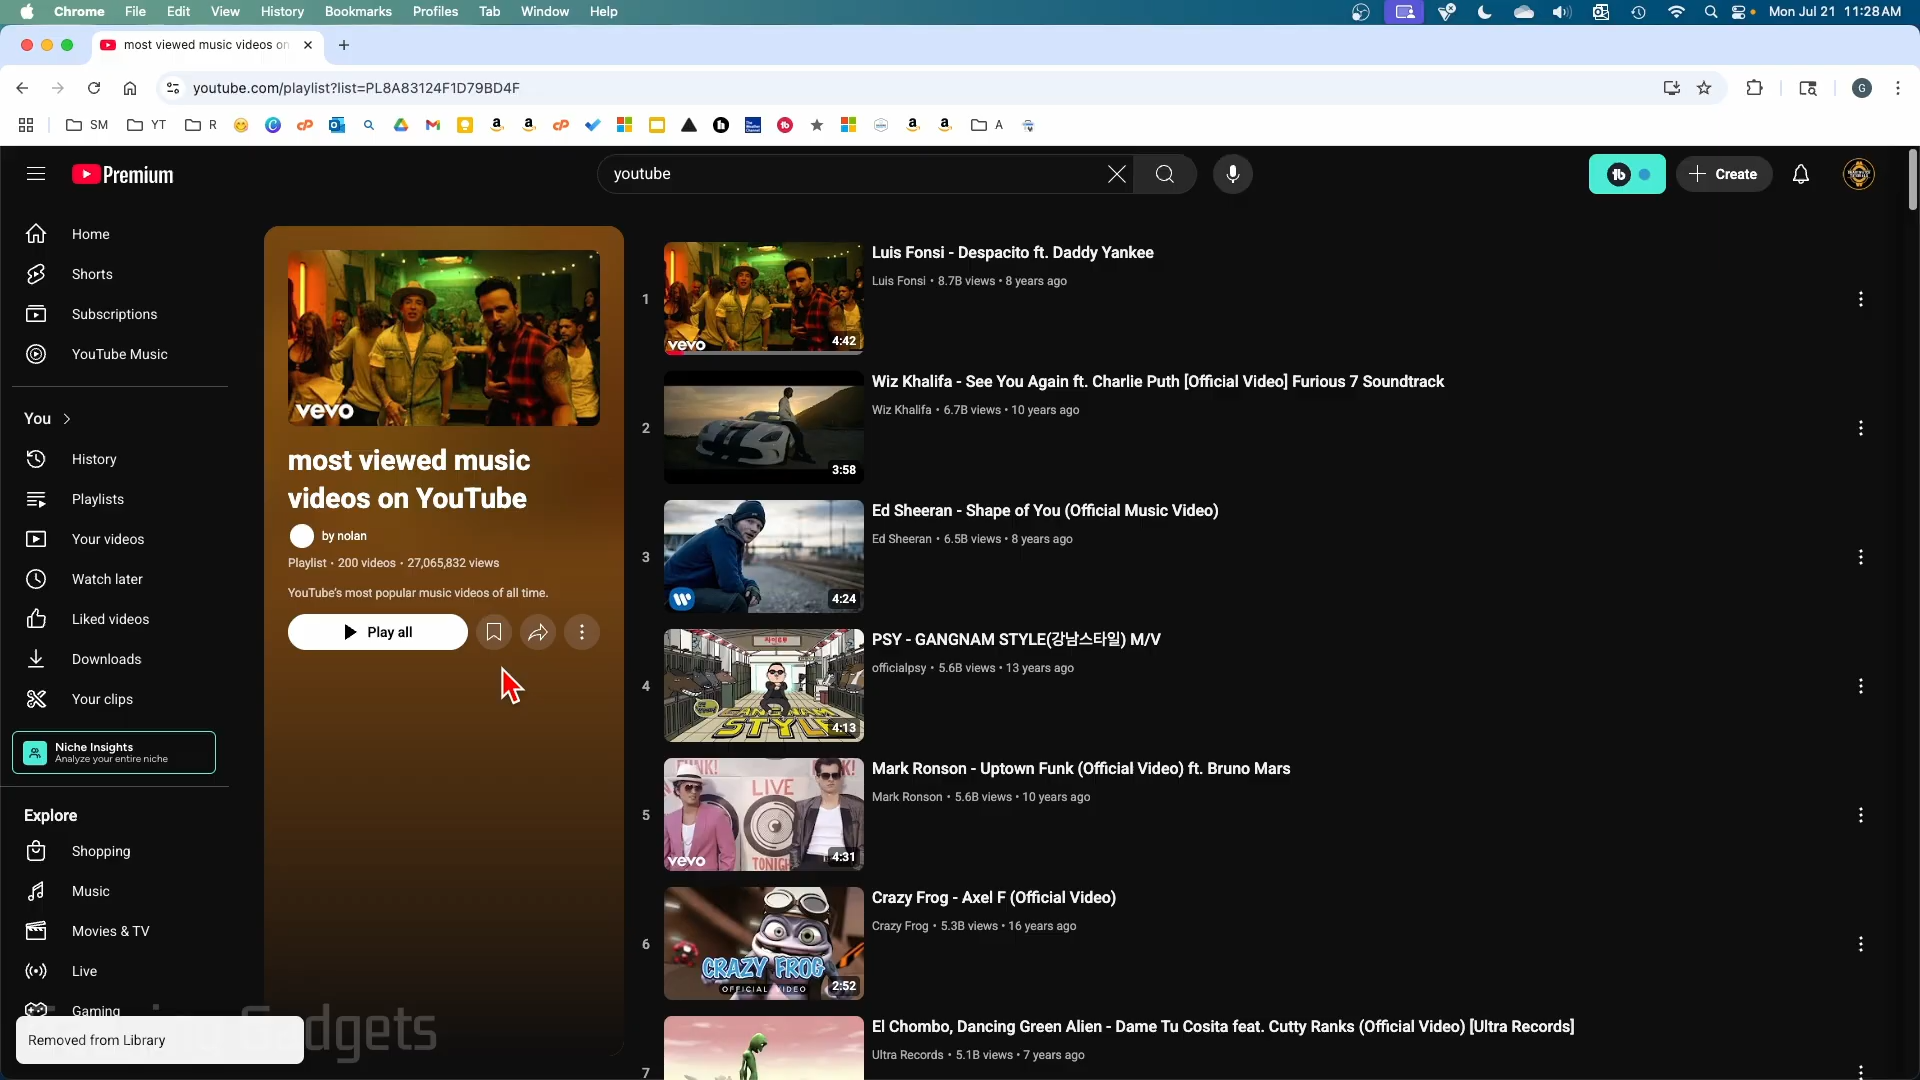 Chrome File Edit View History Bookmarks Profiles Tab Window Help Mon Jul 21 11:28 AM
most viewed music videos on
youtube.com/playlist?list=PL8A83124F1D79BD4F
G
SM YT R A
Premium
youtube
Create
Home
Shorts
Subscriptions
YouTube Music
You
History
Playlists
Your videos
Watch later
Liked videos
Downloads
Your clips
Niche Insights
Analyze your entire niche
Explore
Shopping
Music
Movies & TV
Live
Gaming
Removed from Library
Gadgets
vevo
most viewed music
videos on YouTube
by nolan
Playlist • 200 videos • 27,065,832 views
YouTube's most popular music videos of all time.
Play all
1
vevo
4:42
Luis Fonsi - Despacito ft. Daddy Yankee
Luis Fonsi • 8.7B views • 8 years ago
2
3:58
Wiz Khalifa - See You Again ft. Charlie Puth [Official Video] Furious 7 Soundtrack
Wiz Khalifa • 6.7B views • 10 years ago
3
4:24
Ed Sheeran - Shape of You (Official Music Video)
Ed Sheeran • 6.5B views • 8 years ago
4
GANGNAM
STYLE
4:13
PSY - GANGNAM STYLE(강남스타일) M/V
officialpsy • 5.6B views • 13 years ago
5
LIVE
TONIGH
vevo
4:31
Mark Ronson - Uptown Funk (Official Video) ft. Bruno Mars
Mark Ronson • 5.6B views • 10 years ago
6
CRAZY FROG
OFFICIAL VIDEO
2:52
Crazy Frog - Axel F (Official Video)
Crazy Frog • 5.3B views • 16 years ago
7
El Chombo, Dancing Green Alien - Dame Tu Cosita feat. Cutty Ranks (Official Video) [Ultra Records]
Ultra Records • 5.1B views • 7 years ago